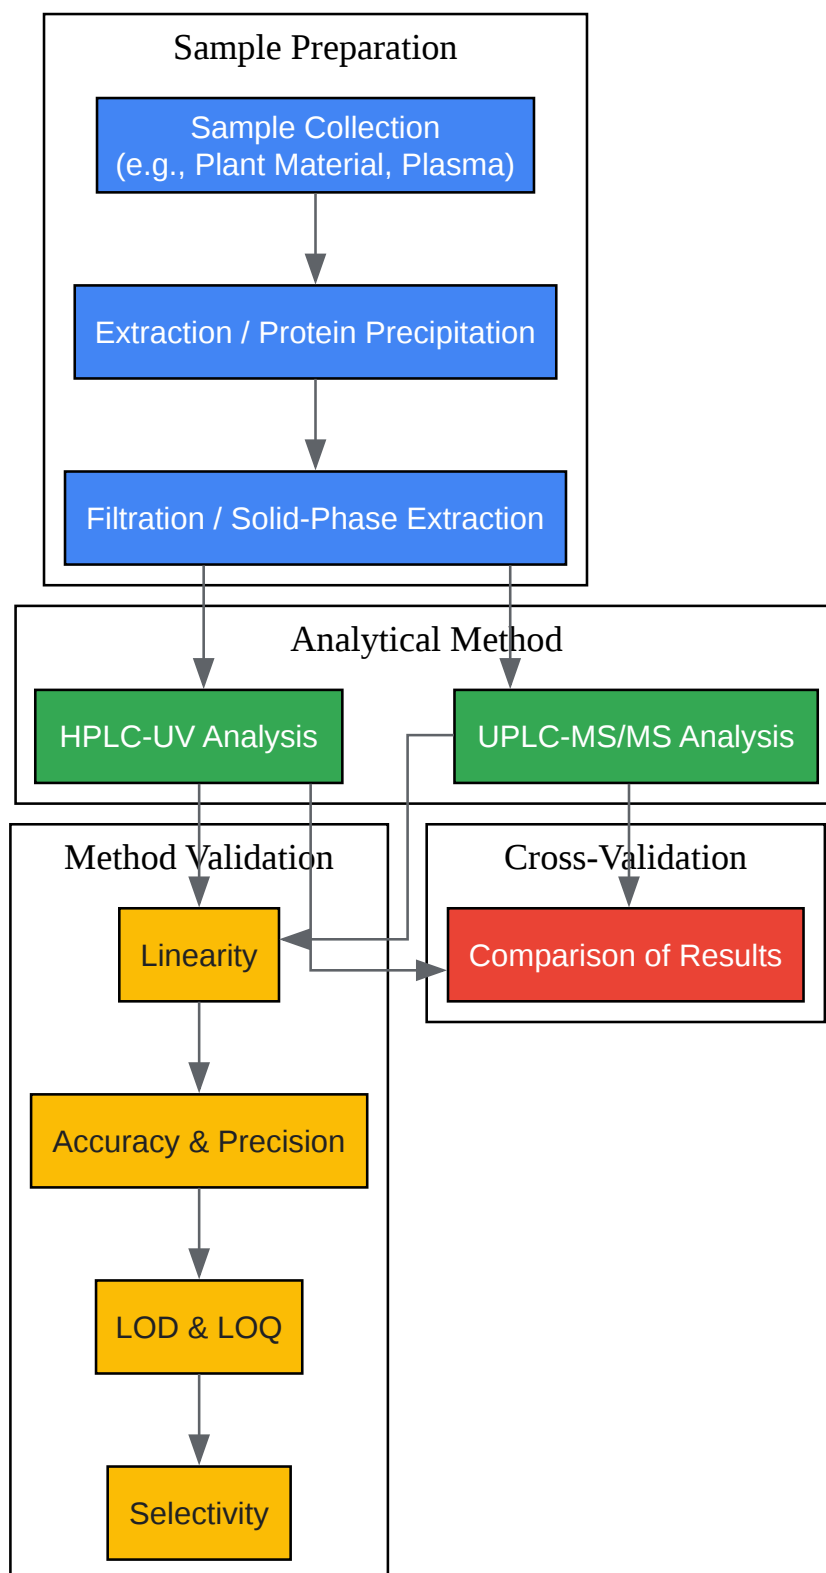 Sample Preparation
Sample Collection
(e.g., Plant Material, Plasma)
Extraction / Protein Precipitation
Filtration / Solid-Phase Extraction
Analytical Method
HPLC-UV Analysis
UPLC-MS/MS Analysis
Method Validation
Cross-Validation
Linearity
Comparison of Results
Accuracy & Precision
LOD & LOQ
Selectivity